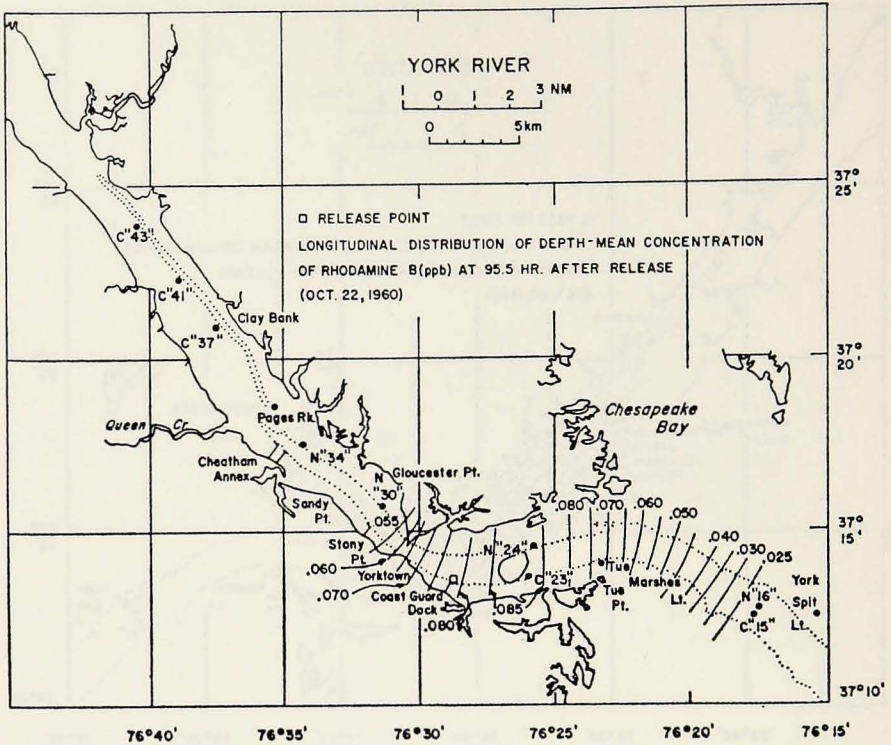 YORK RIVER
1 0 1 2 3 NM
0 5km
37°
25'
□ RELEASE POINT
LONGITUDINAL DISTRIBUTION OF DEPTH-MEAN CONCENTRATION
OF RHODAMINE B(ppb) AT 95.5 HR. AFTER RELEASE
(OCT. 22, 1960)
C"43"
C"41"
C"37"
Clay Bank
37°
20'
Pages Rk.
Queen Cr.
Chesapeake
Bay
N"34"
Cheatham
Annex
N
"30"
Gloucester Pt.
Sandy
Pt.
.055
.080
.070
.060
.050
37°
15'
Stony
Pt.
.060
N"24"
.040
.030
.025
Yorktown
.070
Coast Guard
Dock
C"23"
Tue
Marshes
Lt.
Tue
Pt.
N"16"
C"15"
York
Spit
Lt.
.080
.085
37°10'
76°40'
76°35'
76°30'
76°25'
76°20'
76°15'